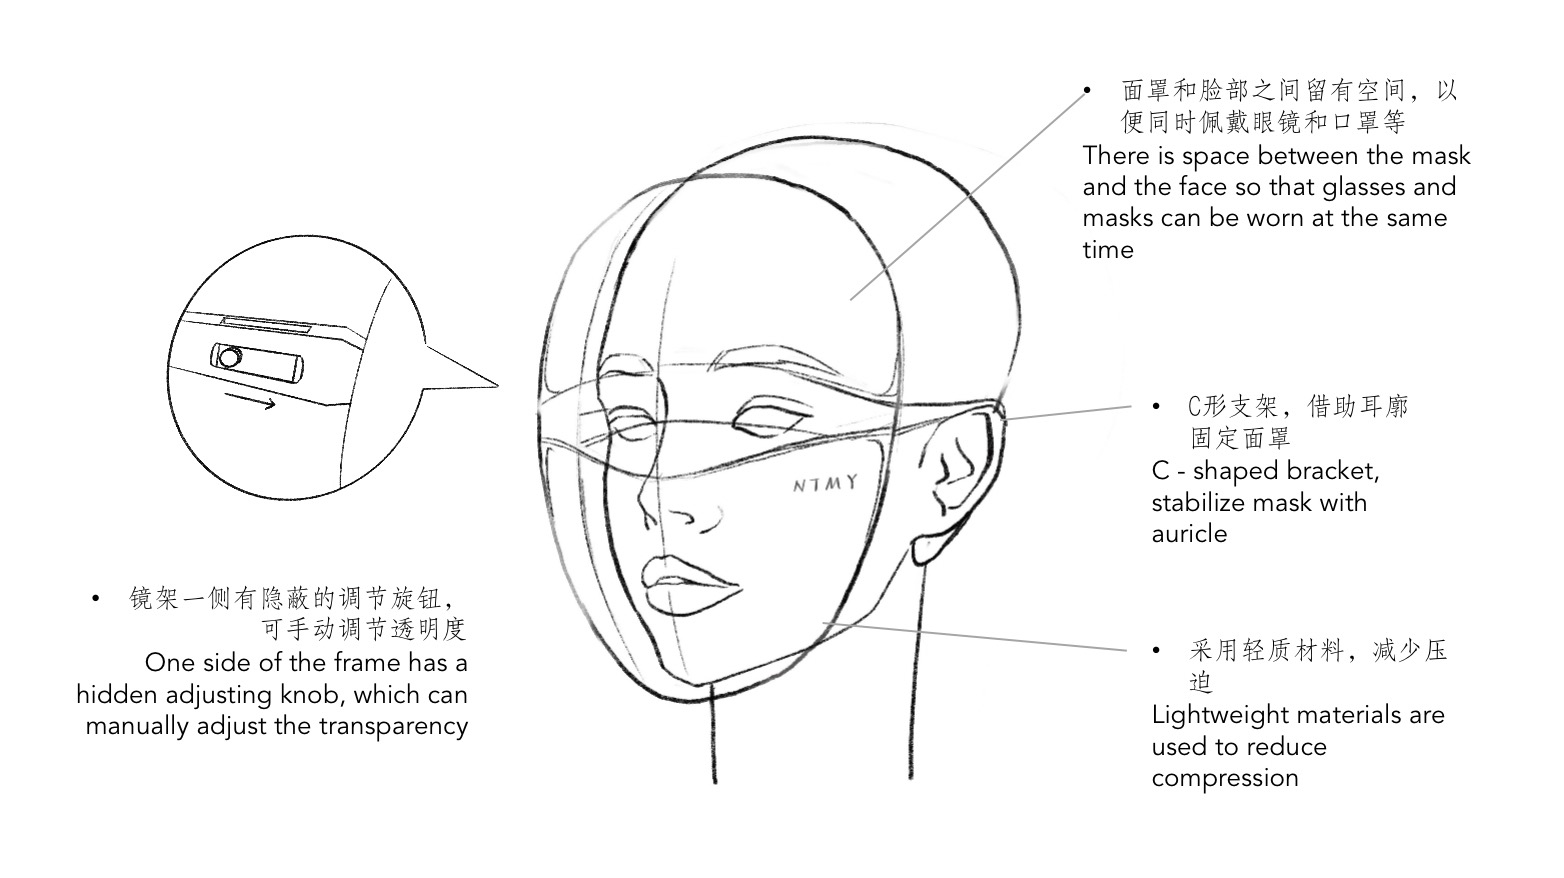 • 面罩和脸部之间留有空间，以
便同时佩戴眼镜和口罩等
There is space between the mask
and the face so that glasses and
masks can be worn at the same
time
• C形支架，借助耳廓
固定面罩
C - shaped bracket,
stabilize mask with
auricle
NTMY
• 镜架一侧有隐蔽的调节旋钮，
可手动调节透明度
One side of the frame has a
hidden adjusting knob, which can
manually adjust the transparency
• 采用轻质材料，减少压
迫
Lightweight materials are
used to reduce
compression